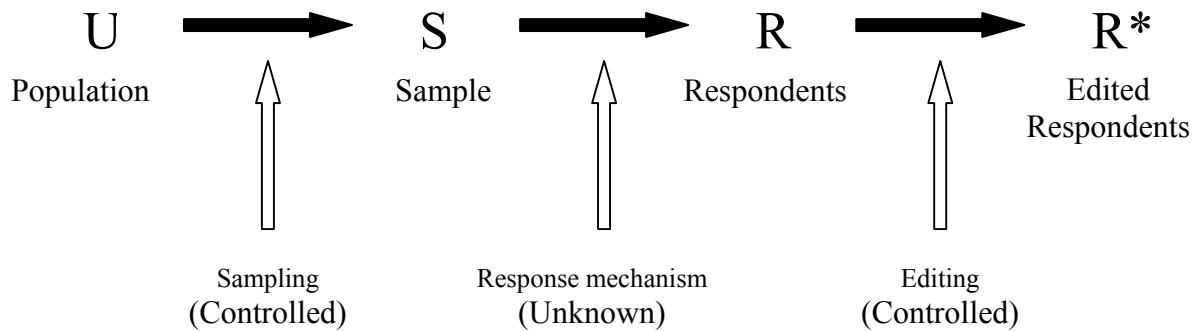 U S R R*
Population Sample Respondents Edited
Respondents
Sampling Response mechanism Editing
(Controlled) (Unknown) (Controlled)